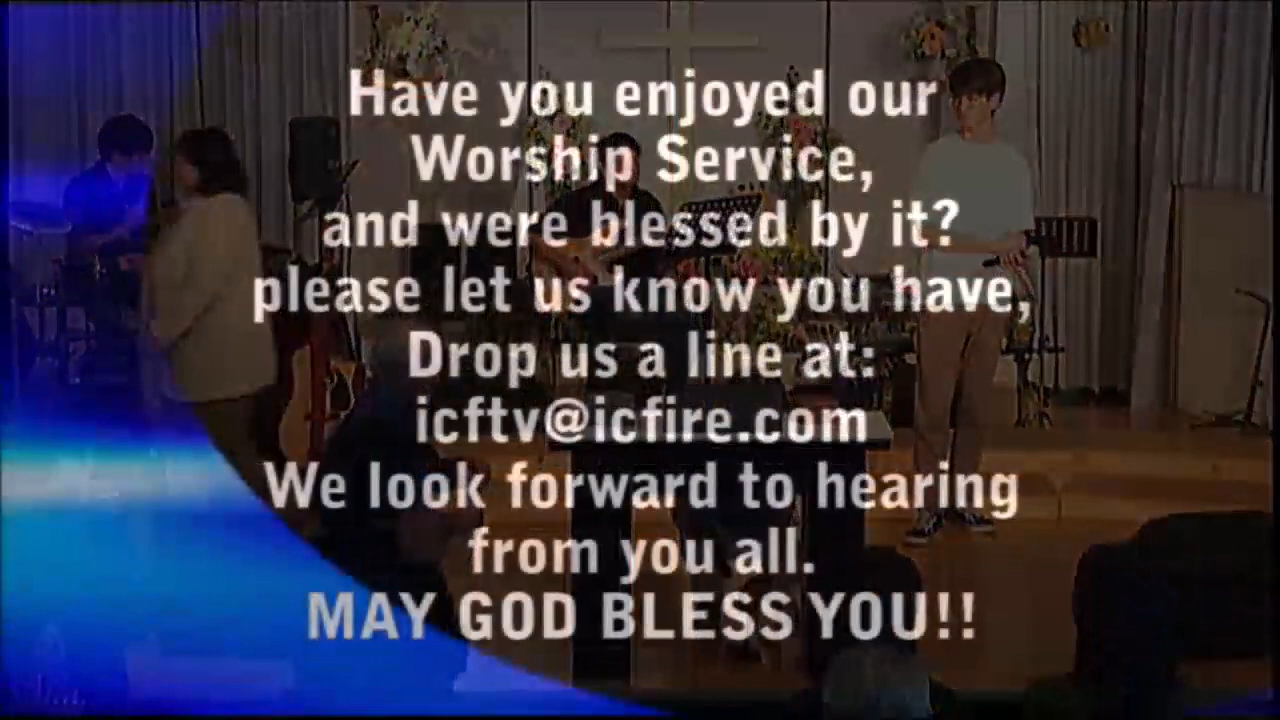 Have you enjoyed our
Worship Service,
and were blessed by it?
please let us know you have,
Drop us a line at:
icftv@icfire.com
We look forward to hearing
from you all.
MAY GOD BLESS YOU!!